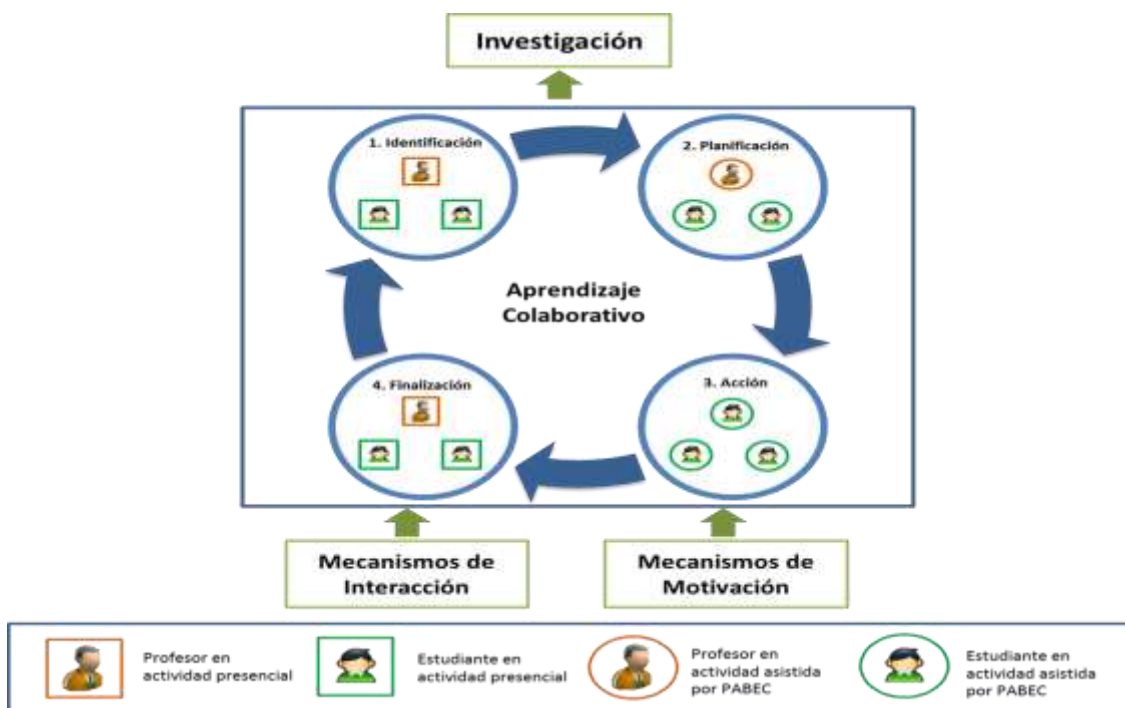 Investigación
1. Identificación
2. Planificación
Aprendizaje
Colaborativo
4. Finalización
3. Acción
Mecanismos de
Interacción
Mecanismos de
Motivación
Profesor en
actividad presencial
Estudiante en
actividad presencial
Profesor en
actividad asistida
por PABEC
Estudiante en
actividad asistida
por PABEC